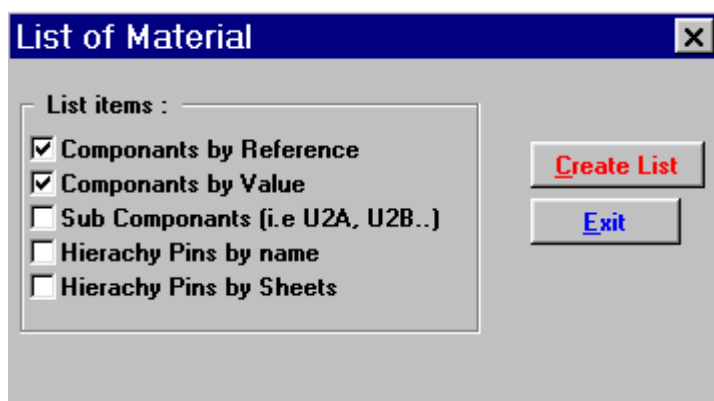 List of Material
List items :
Componants by Reference
Componants by Value
Sub Componants (i.e U2A, U2B..)
Hierachy Pins by name
Hierachy Pins by Sheets
Create List
Exit